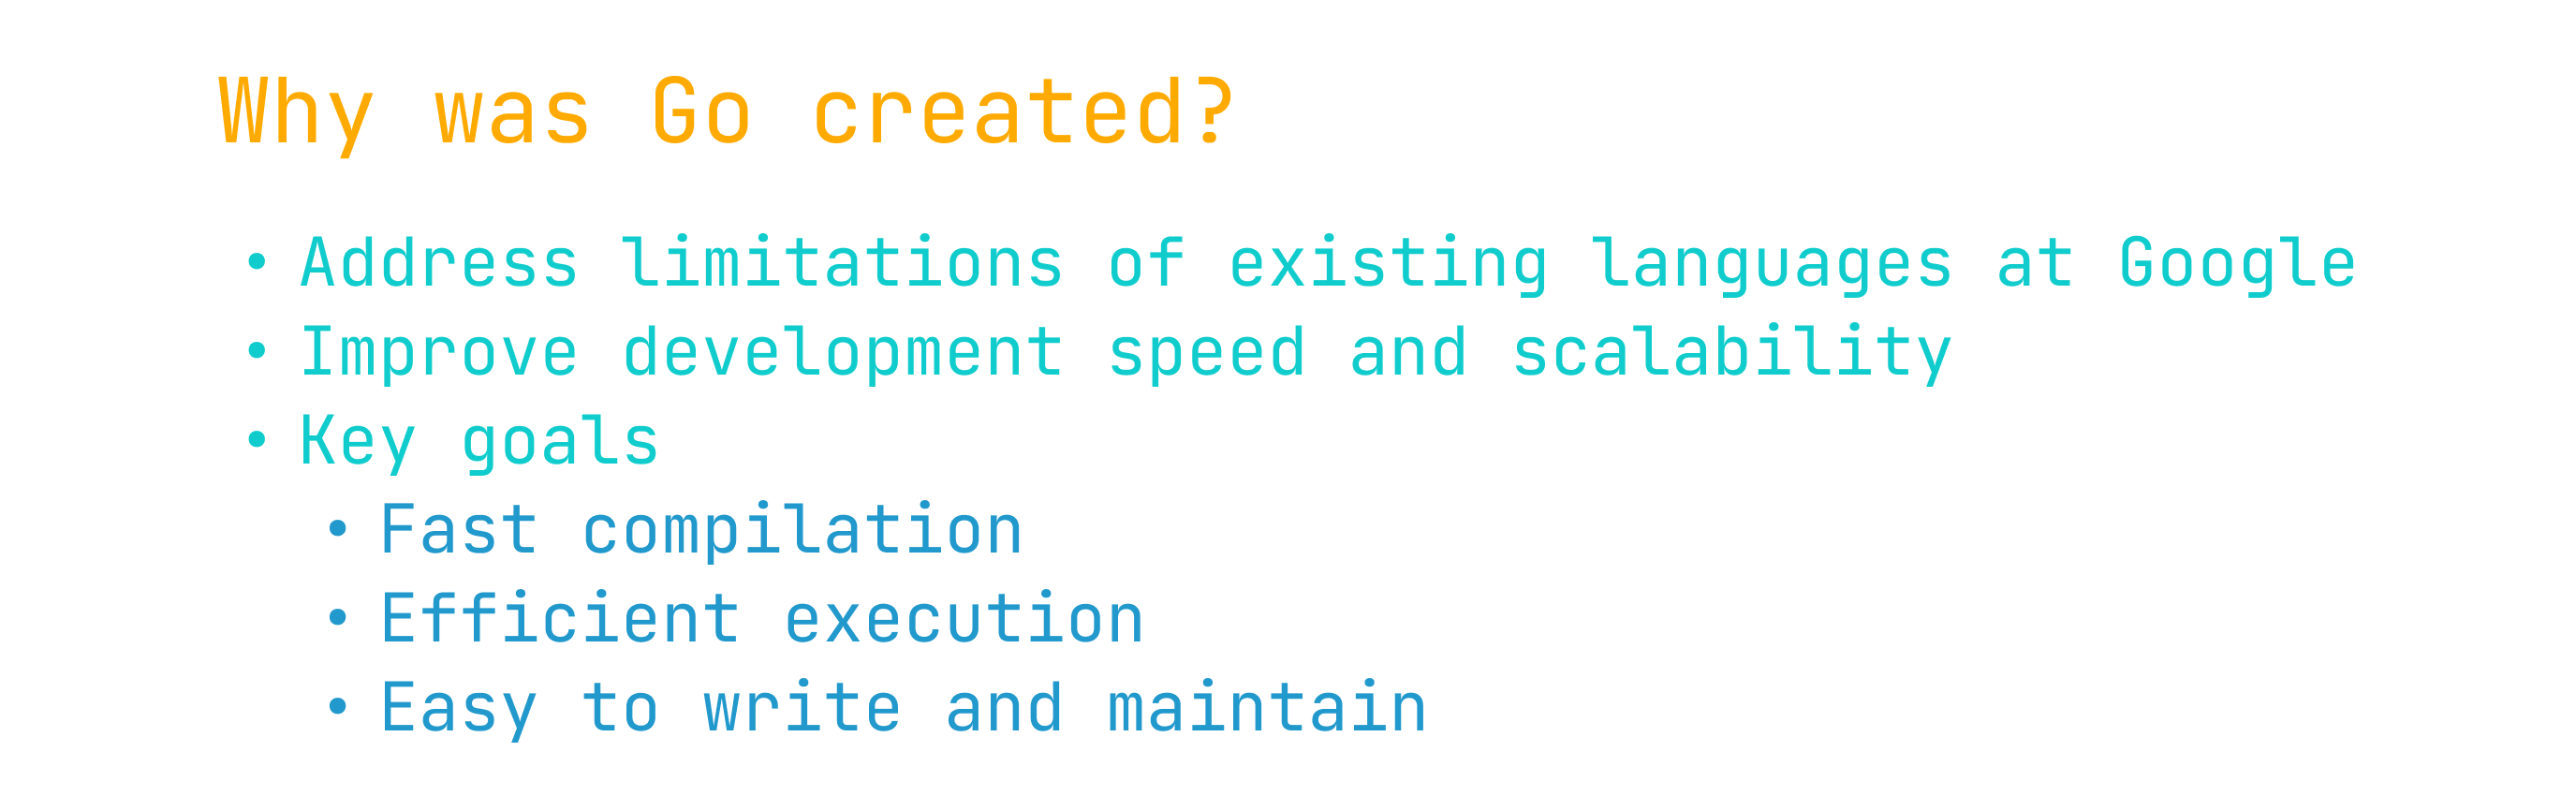 Why was Go created?
• Address limitations of existing languages at Google
• Improve development speed and scalability
• Key goals
• Fast compilation
• Efficient execution
• Easy to write and maintain